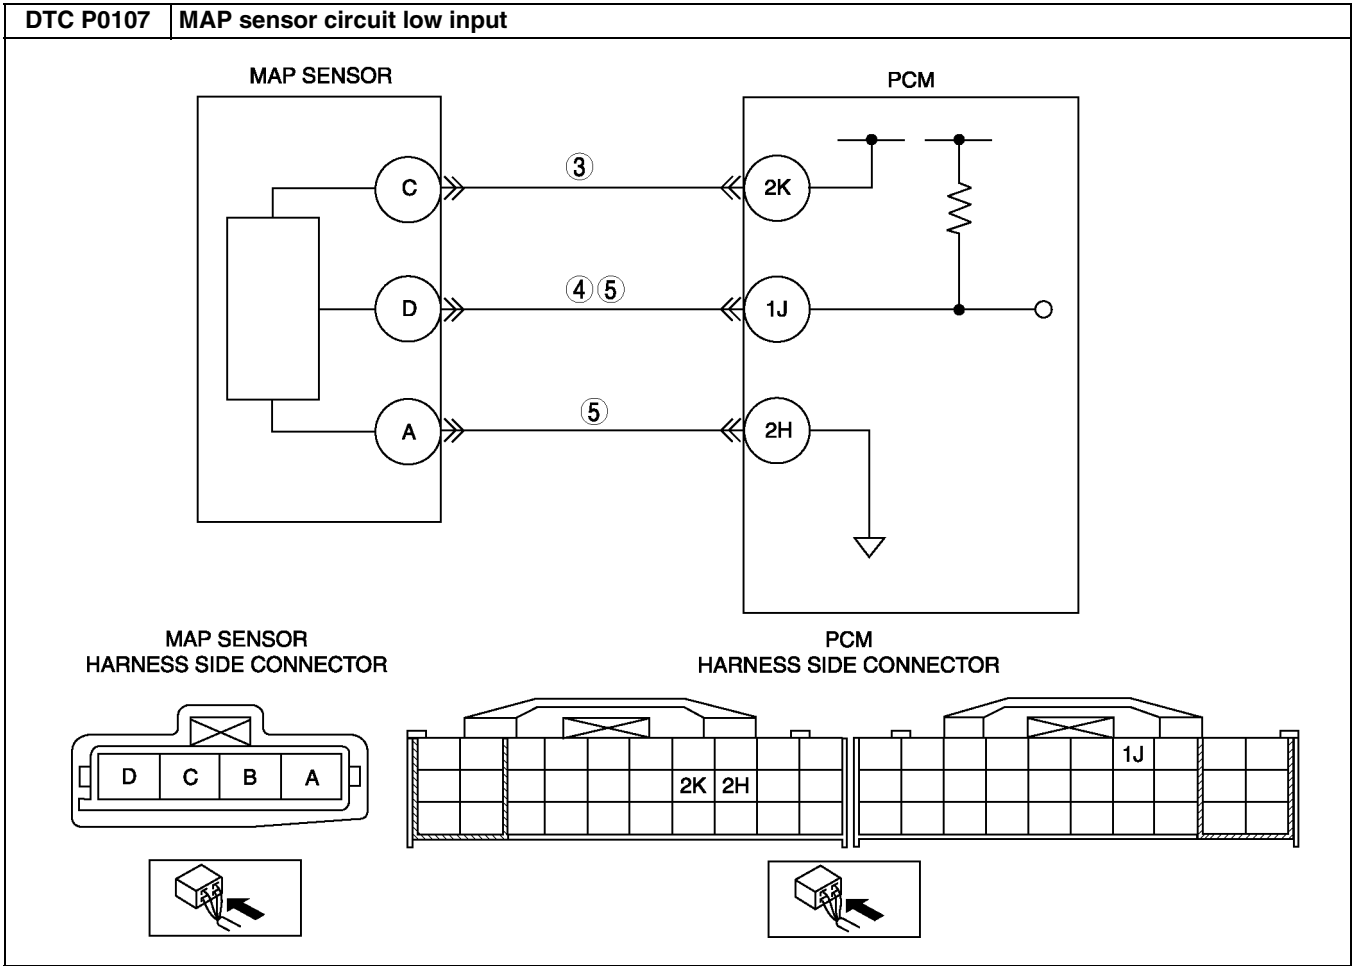 DTC P0107 MAP sensor circuit low input
MAP SENSOR
PCM
C
③
2K
D
④⑤
1J
A
⑤
2H
MAP SENSOR
HARNESS SIDE CONNECTOR
PCM
HARNESS SIDE CONNECTOR
D C B A
2K 2H
1J